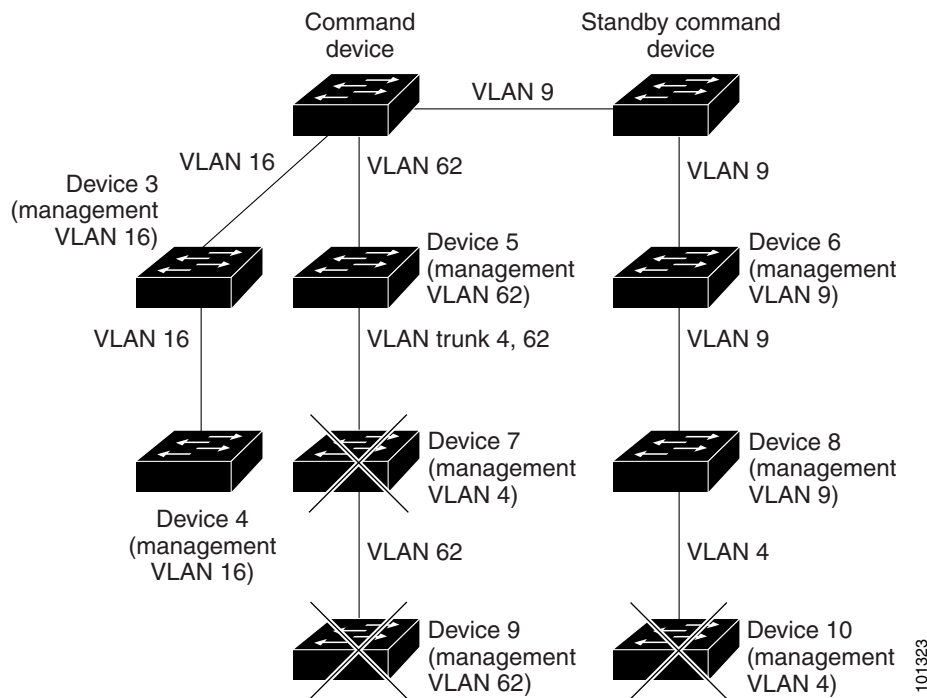 Command
device
Standby command
device
VLAN 9
VLAN 16
VLAN 62
VLAN 9
Device 3
(management
VLAN 16)
Device 5
(management
VLAN 62)
Device 6
(management
VLAN 9)
VLAN 16
VLAN trunk 4, 62
VLAN 9
Device 7
(management
VLAN 4)
Device 8
(management
VLAN 9)
Device 4
(management
VLAN 16)
VLAN 62
VLAN 4
Device 9
(management
VLAN 62)
Device 10
(management
VLAN 4)
101323